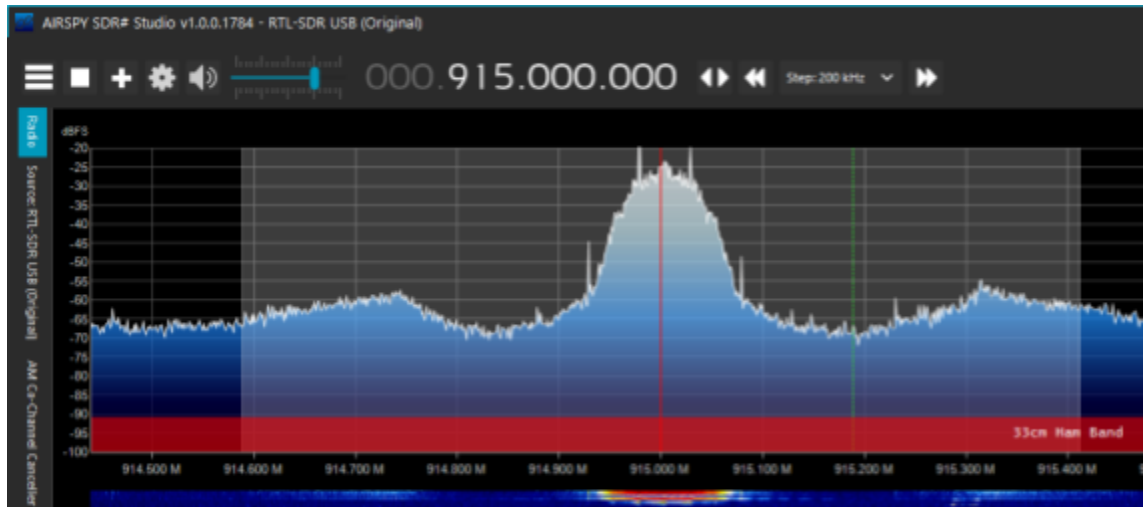 AIRSPY SDR# Studio v1.0.0.1784 - RTL-SDR USB (Original)
000.915.000.000
Step: 200 kHz
Radio
Source: RTL-SDR USB (Original)
AM Co-Channel Canceller
dBFS
-20
-25
-30
-35
-40
-45
-50
-55
-60
-65
-70
-75
-80
-85
-90
-95
-100
33cm Ham Band
914.500 M 914.600 M 914.700 M 914.800 M 914.900 M 915.000 M 915.100 M 915.200 M 915.300 M 915.400 M